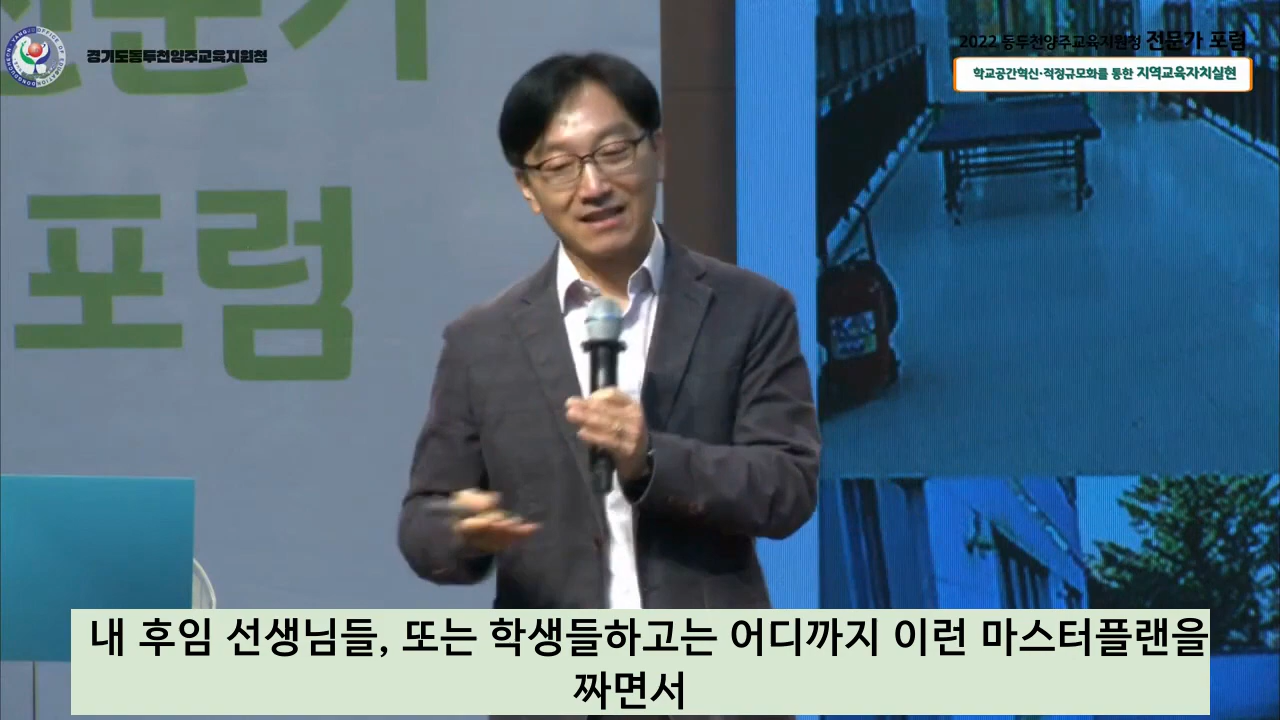 경기도동두천양주교육지원청
2022 동두천양주교육지원청 전문가 포럼
학교공간혁신·적정규모화를 통한 지역교육자치실현
전문가
포럼
내 후임 선생님들, 또는 학생들하고는 어디까지 이런 마스터플랜을
짜면서